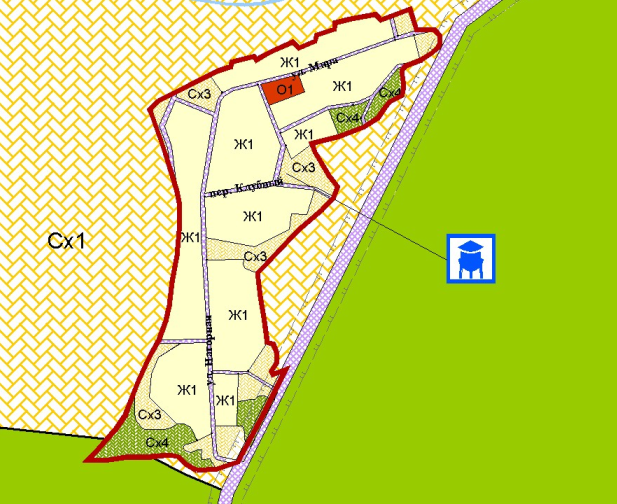 Ж1
ул. Мира
Сх3
О1
Ж1
Сх4
Сх4
Ж1
Ж1
Сх3
пер. Клубный
Ж1
Сх1
Ж1
Сх3
Ж1
ул. Нагорная
Ж1
Ж1
Сх3
Сх4